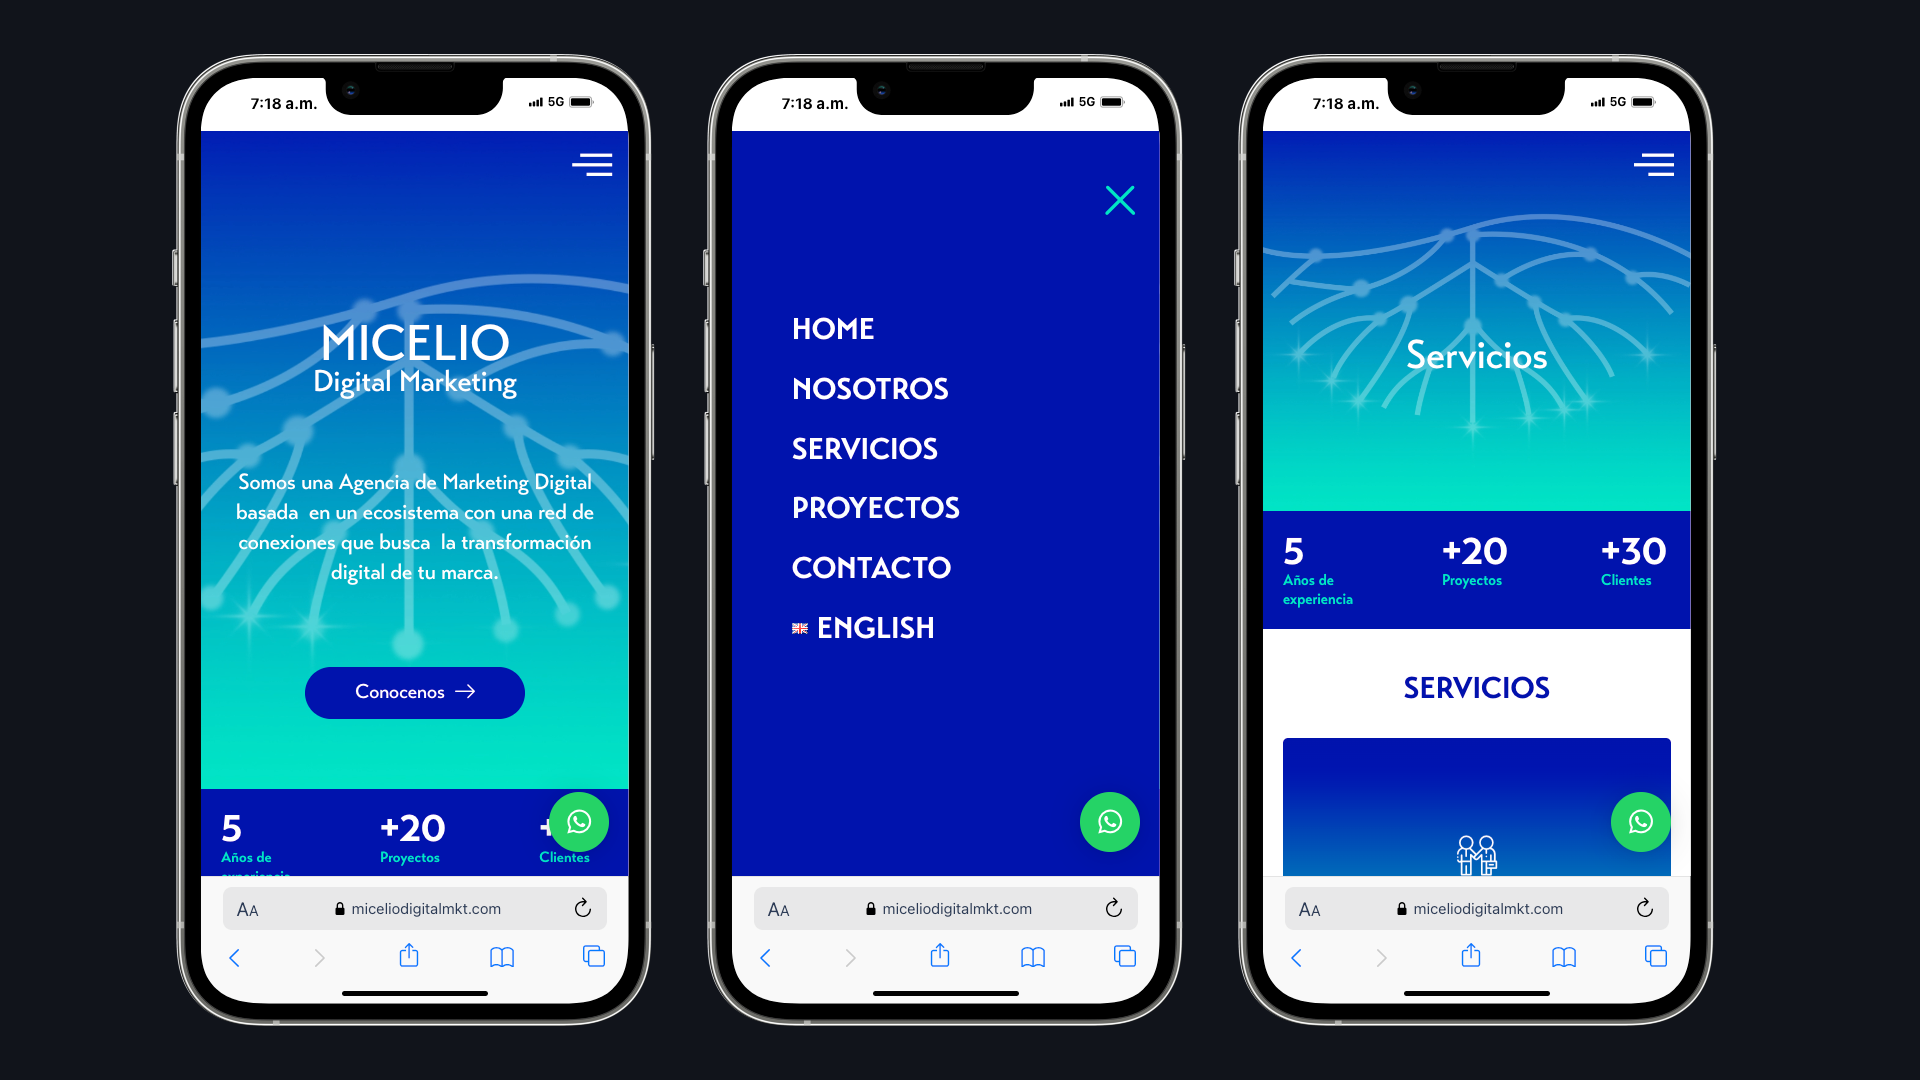 7:18 a.m.
5G
MICELIO
Digital Marketing
Somos una Agencia de Marketing Digital
basada en un ecosistema con una red de
conexiones que busca la transformación
digital de tu marca.
Conocenos →
5 +20 +
Años de Proyectos Clientes
experiencia
AA miceliodigitalmkt.com
7:18 a.m.
5G
HOME
NOSOTROS
SERVICIOS
PROYECTOS
CONTACTO
ENGLISH
AA miceliodigitalmkt.com
7:18 a.m.
5G
Servicios
5 +20 +30
Años de Proyectos Clientes
experiencia
SERVICIOS
AA miceliodigitalmkt.com